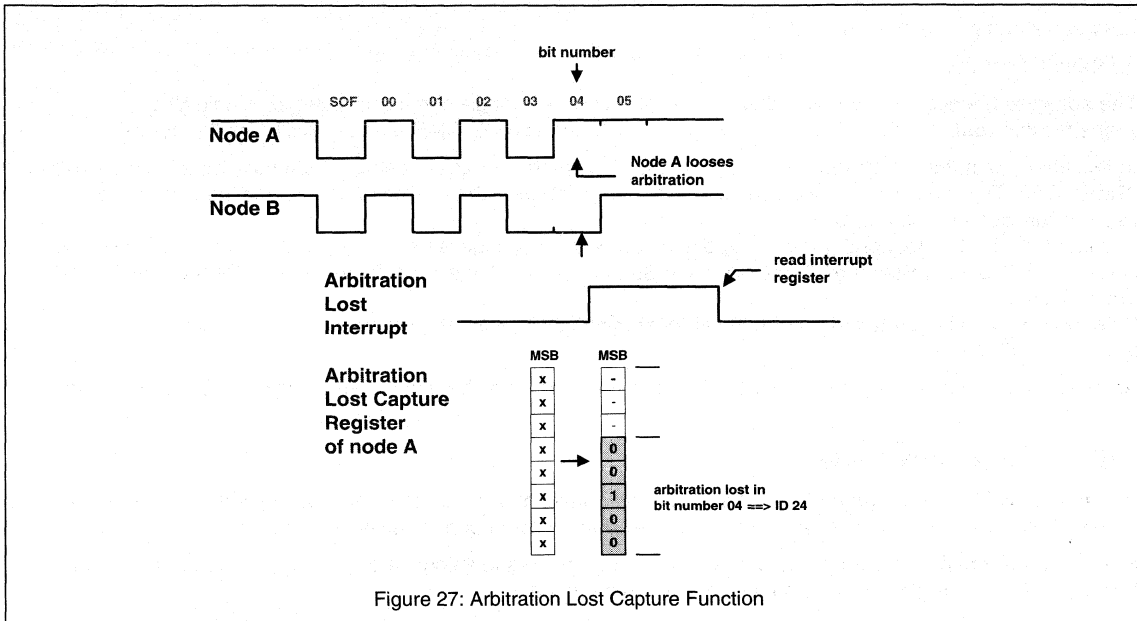 bit number
SOF 00 01 02 03 04 05
Node A
Node A looses
arbitration
Node B
read interrupt
register
Arbitration
Lost
Interrupt
MSB MSB
Arbitration
Lost Capture
Register
of node A
x -
x -
x -
x 0
x 0
x 1
x 0
x 0
arbitration lost in
bit number 04 ==> ID 24
Figure 27: Arbitration Lost Capture Function